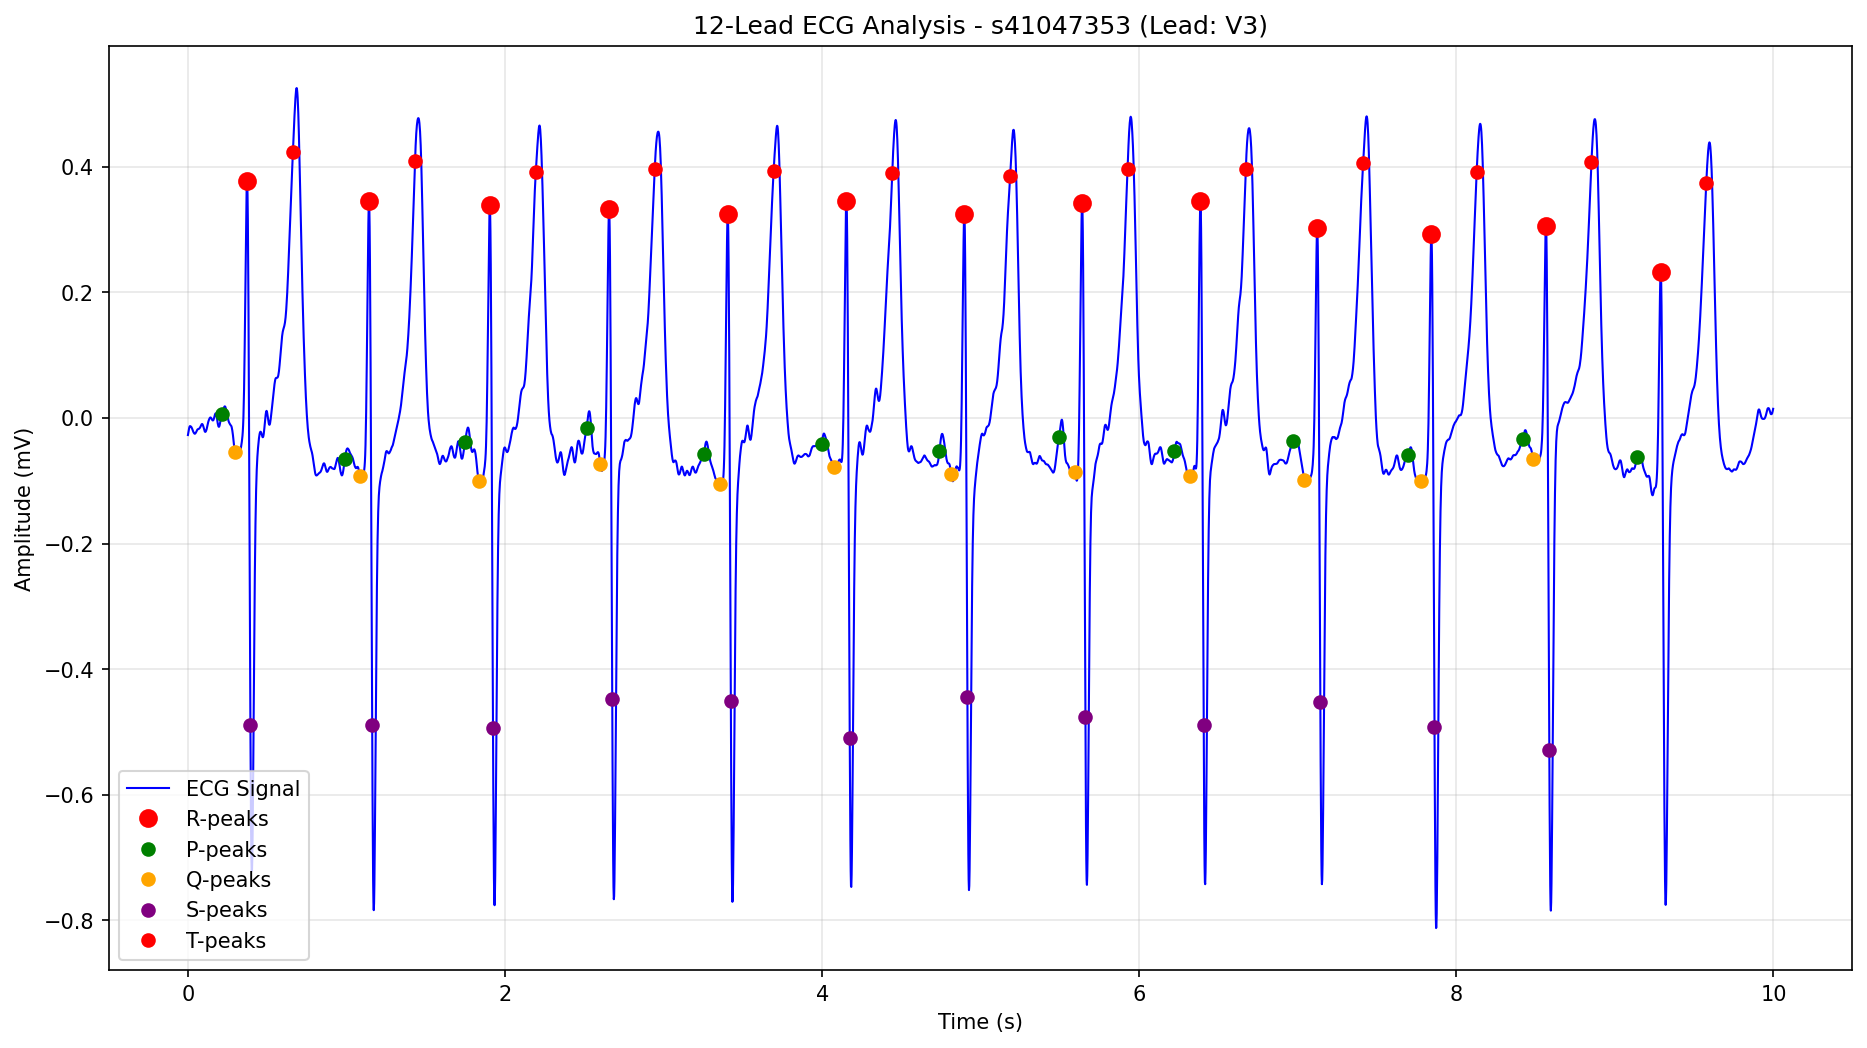 12-Lead ECG Analysis - s41047353 (Lead: V3)
Amplitude (mV)
0.4
0.2
0.0
−0.2
−0.4
−0.6
−0.8
ECG Signal
R-peaks
P-peaks
Q-peaks
S-peaks
T-peaks
0 2 4 6 8 10
Time (s)